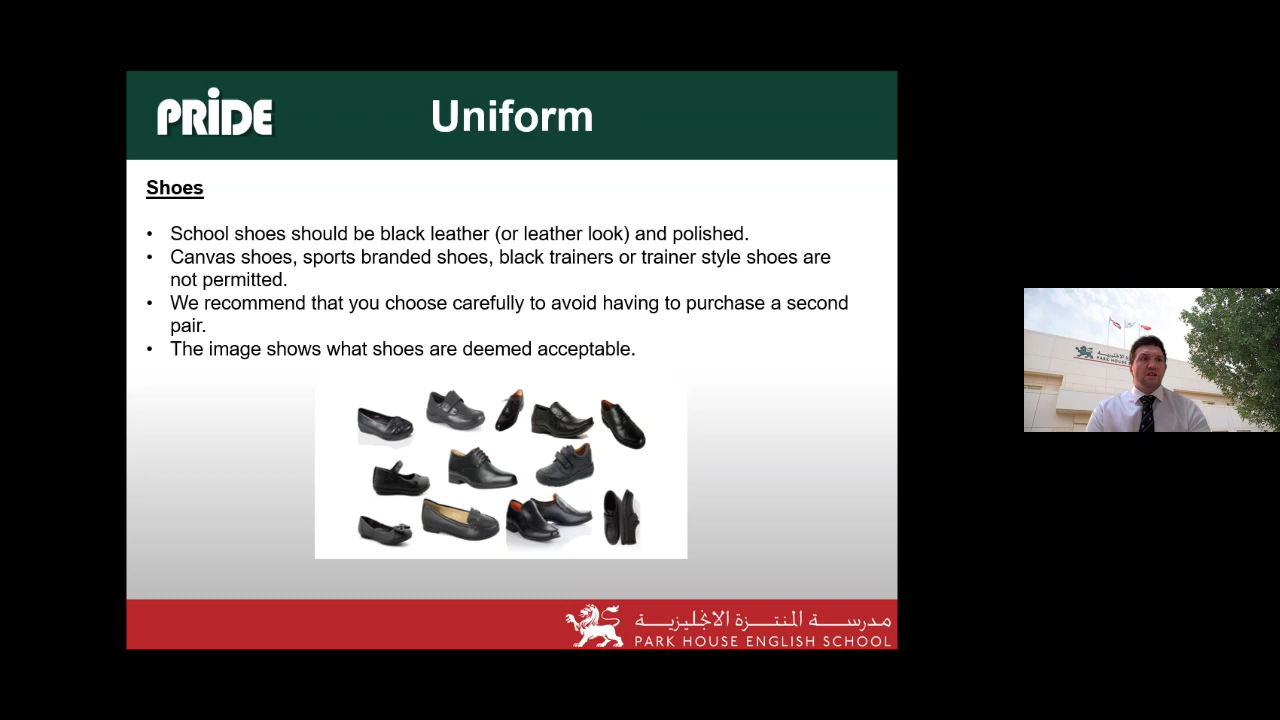 PRIDE
Uniform
Shoes
• School shoes should be black leather (or leather look) and polished.
• Canvas shoes, sports branded shoes, black trainers or trainer style shoes are
not permitted.
• We recommend that you choose carefully to avoid having to purchase a second
pair.
• The image shows what shoes are deemed acceptable.
مدرسة المنتزة الانجليزية
PARK HOUSE ENGLISH SCHOOL
PARK HOUSE